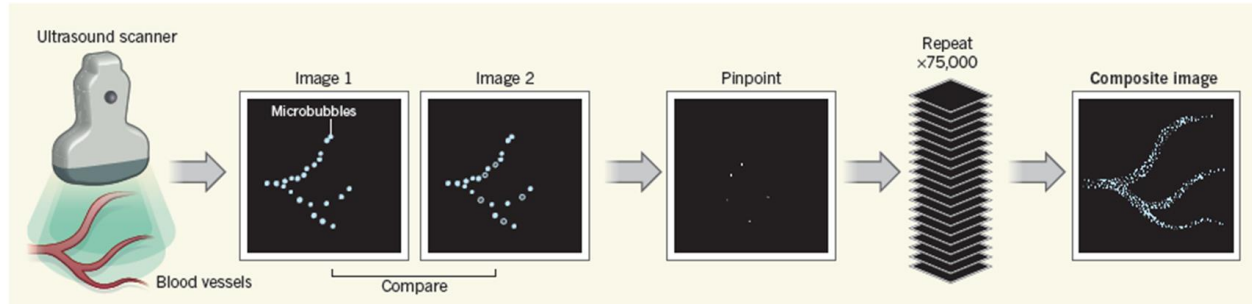 Ultrasound scanner
Image 1
Image 2
Pinpoint
Repeat
×75,000
Composite image
Microbubbles
Blood vessels
Compare